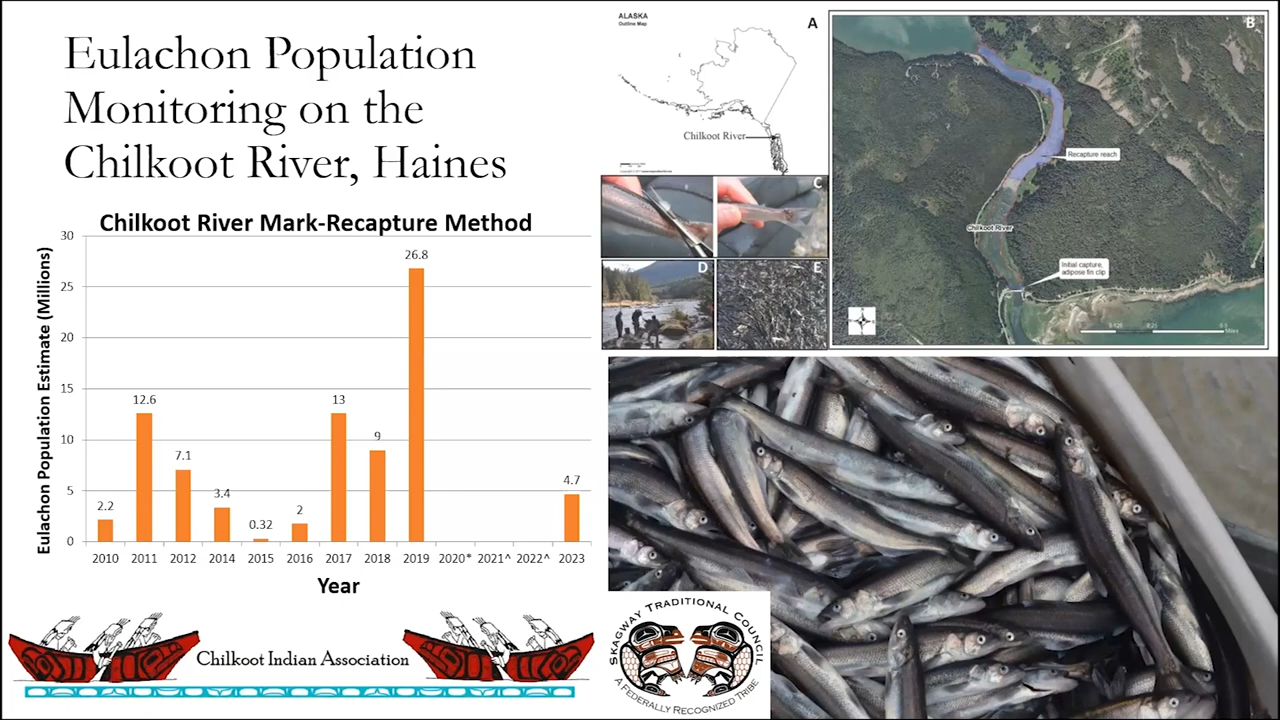 Eulachon Population
Monitoring on the
Chilkoot River, Haines
Chilkoot River Mark-Recapture Method
Eulachon Population Estimate (Millions)
30
25
20
15
10
5
0
2.2
12.6
7.1
3.4
0.32
2
13
9
26.8
4.7
2010 2011 2012 2014 2015 2016 2017 2018 2019 2020* 2021^ 2022^ 2023
Year
Chilkoot Indian Association
ALASKA
Outline Map
A
Chilkoot River
C
D
E
B
Recapture reach
Chilkoot River
Initial capture,
adipose fin clip
Miles
SKAGWAY TRADITIONAL COUNCIL
A FEDERALLY RECOGNIZED TRIBE